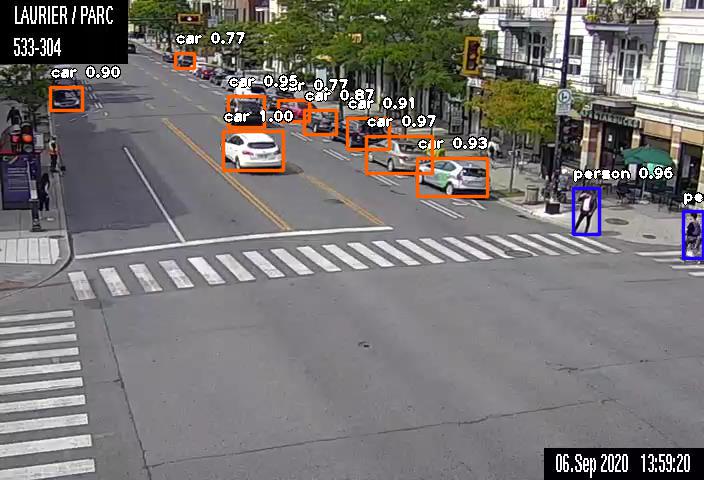 LAURIER / PARC
533-304
car 0.77
car 0.90
car 0.95
0.77
0.87
car 0.91
car 1.00
car 0.97
car 0.93
person 0.96
pe
06.Sep 2020 13:59:20